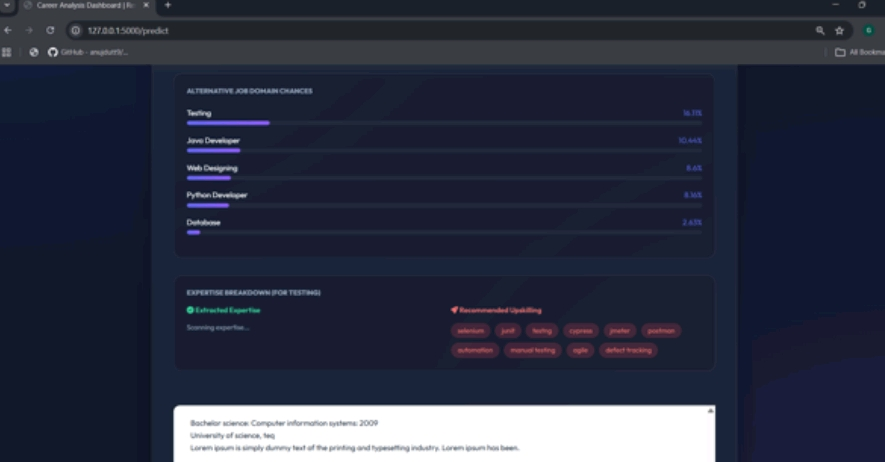 Career Analysis Dashboard | Re
127.0.0.1:5000/predict
GitHub - anujdutt9/...
All Bookma
ALTERNATIVE JOB DOMAIN CHANCES
Testing 16.11%
Java Developer 10.44%
Web Designing 8.6%
Python Developer 8.16%
Database 2.63%
EXPERTISE BREAKDOWN (FOR TESTING)
Extracted Expertise
Recommended Upskilling
Scanning expertise...
selenium junit testng cypress jmeter postman
automation manual testing agile defect tracking
Bachelor science: Computer information systems: 2009
University of science, teq
Lorem ipsum is simply dummy text of the printing and typesetting industry. Lorem ipsum has been.